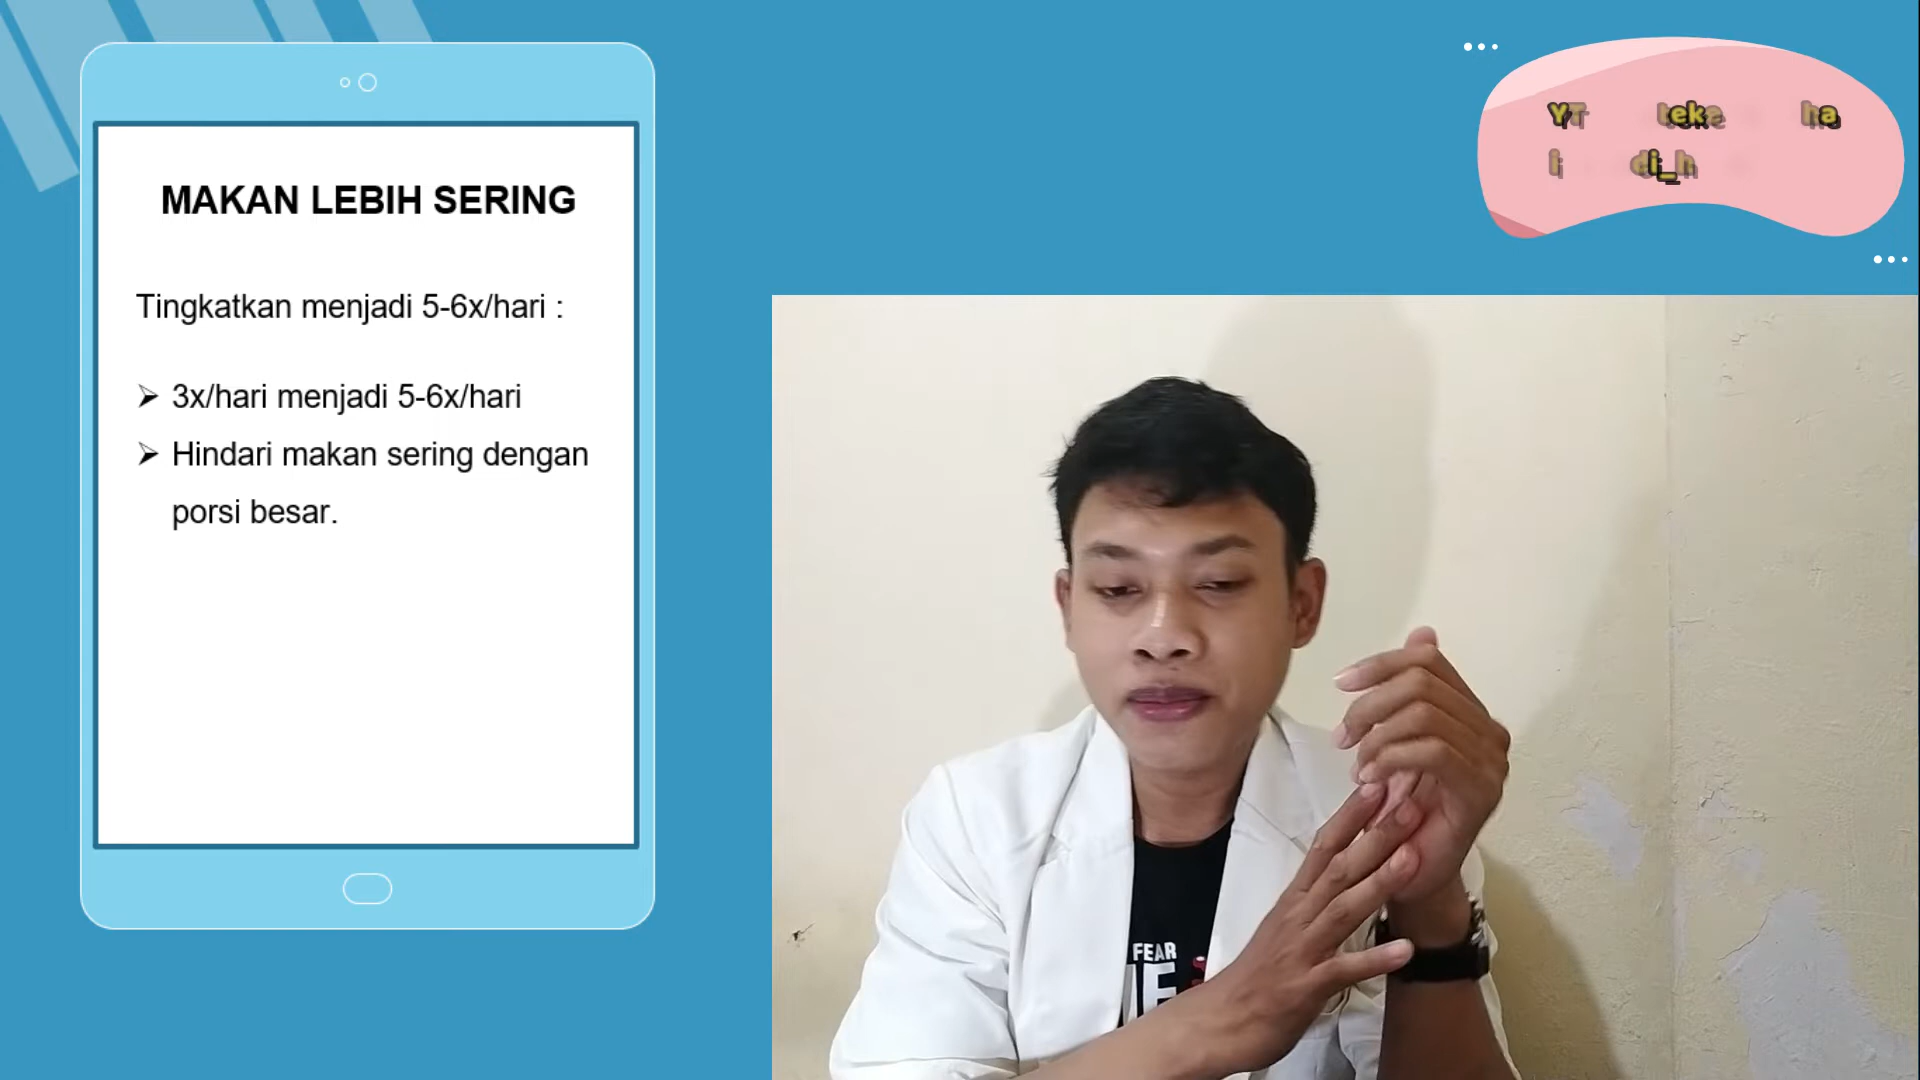 MAKAN LEBIH SERING
Tingkatkan menjadi 5-6x/hari :
3x/hari menjadi 5-6x/hari
Hindari makan sering dengan
porsi besar.
FEAR